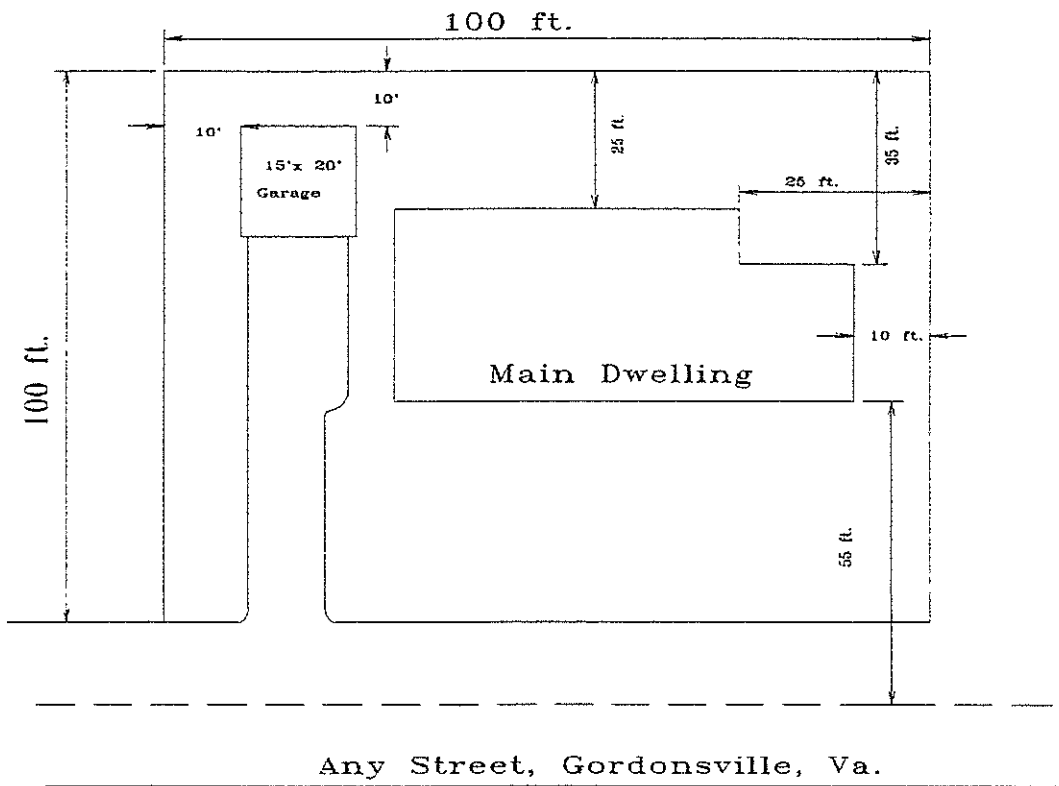 100 ft.
10'
10'
15'x 20'
Garage
25 ft.
35 ft.
25 ft.
100 ft.
10 ft.
Main Dwelling
55 ft.
Any Street, Gordonsville, Va.